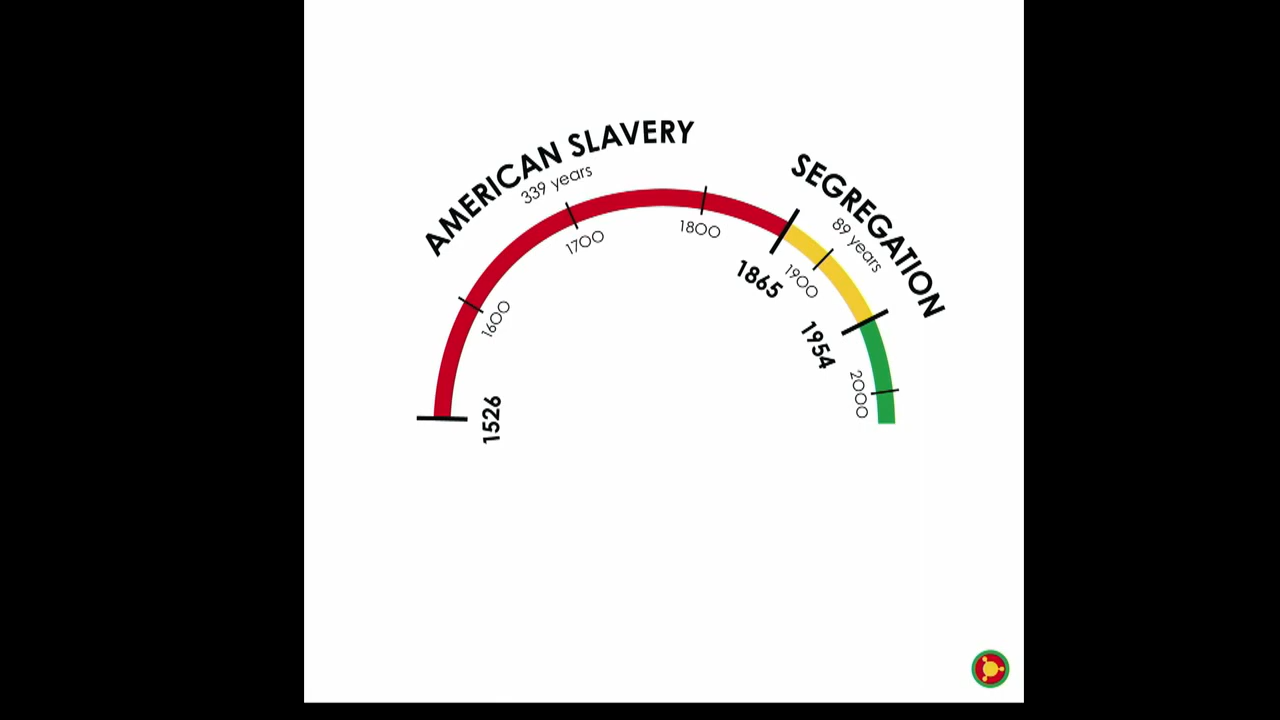 AMERICAN SLAVERY
339 years
SEGREGATION
89 years
1526
1600
1700
1800
1865
1900
1954
2000